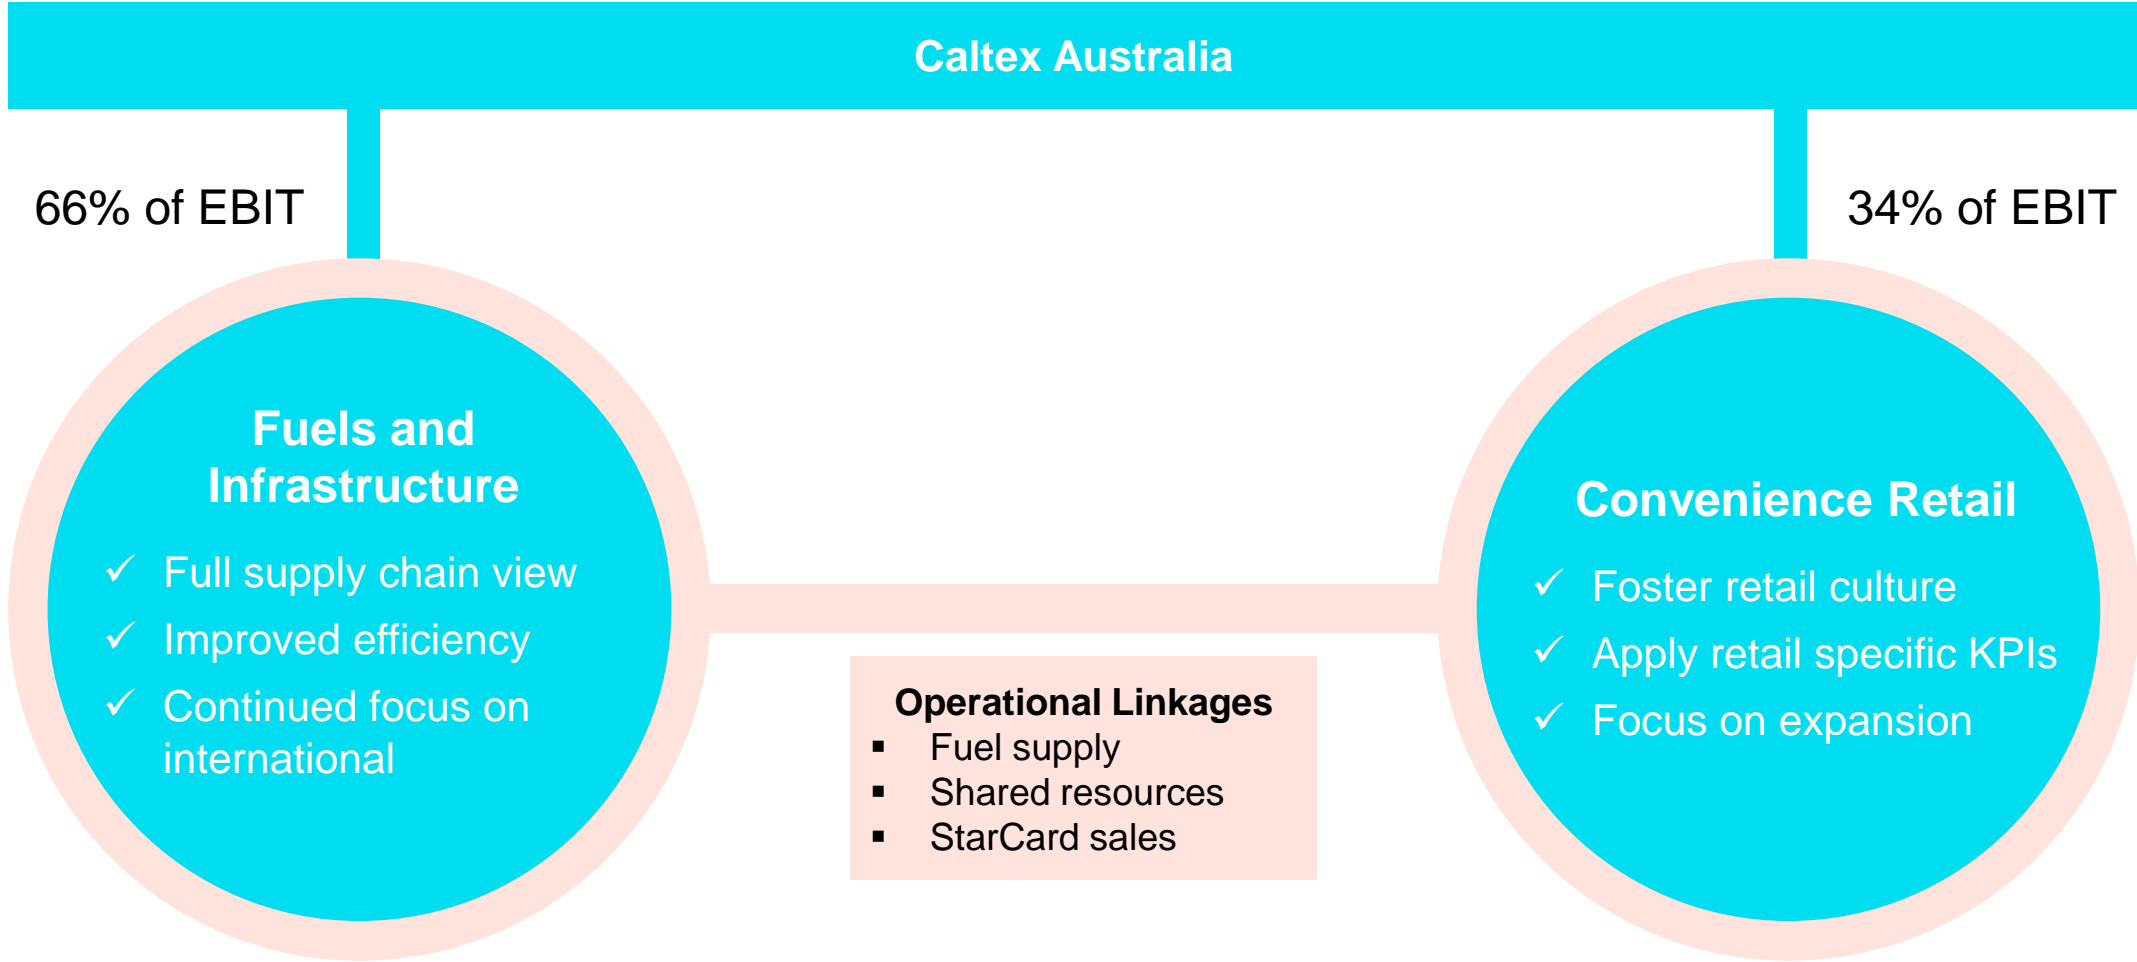 Caltex Australia
66% of EBIT
34% of EBIT
Fuels and
Infrastructure
✓ Full supply chain view
✓ Improved efficiency
✓ Continued focus on
international
Operational Linkages
▪ Fuel supply
▪ Shared resources
▪ StarCard sales
Convenience Retail
✓ Foster retail culture
✓ Apply retail specific KPIs
✓ Focus on expansion